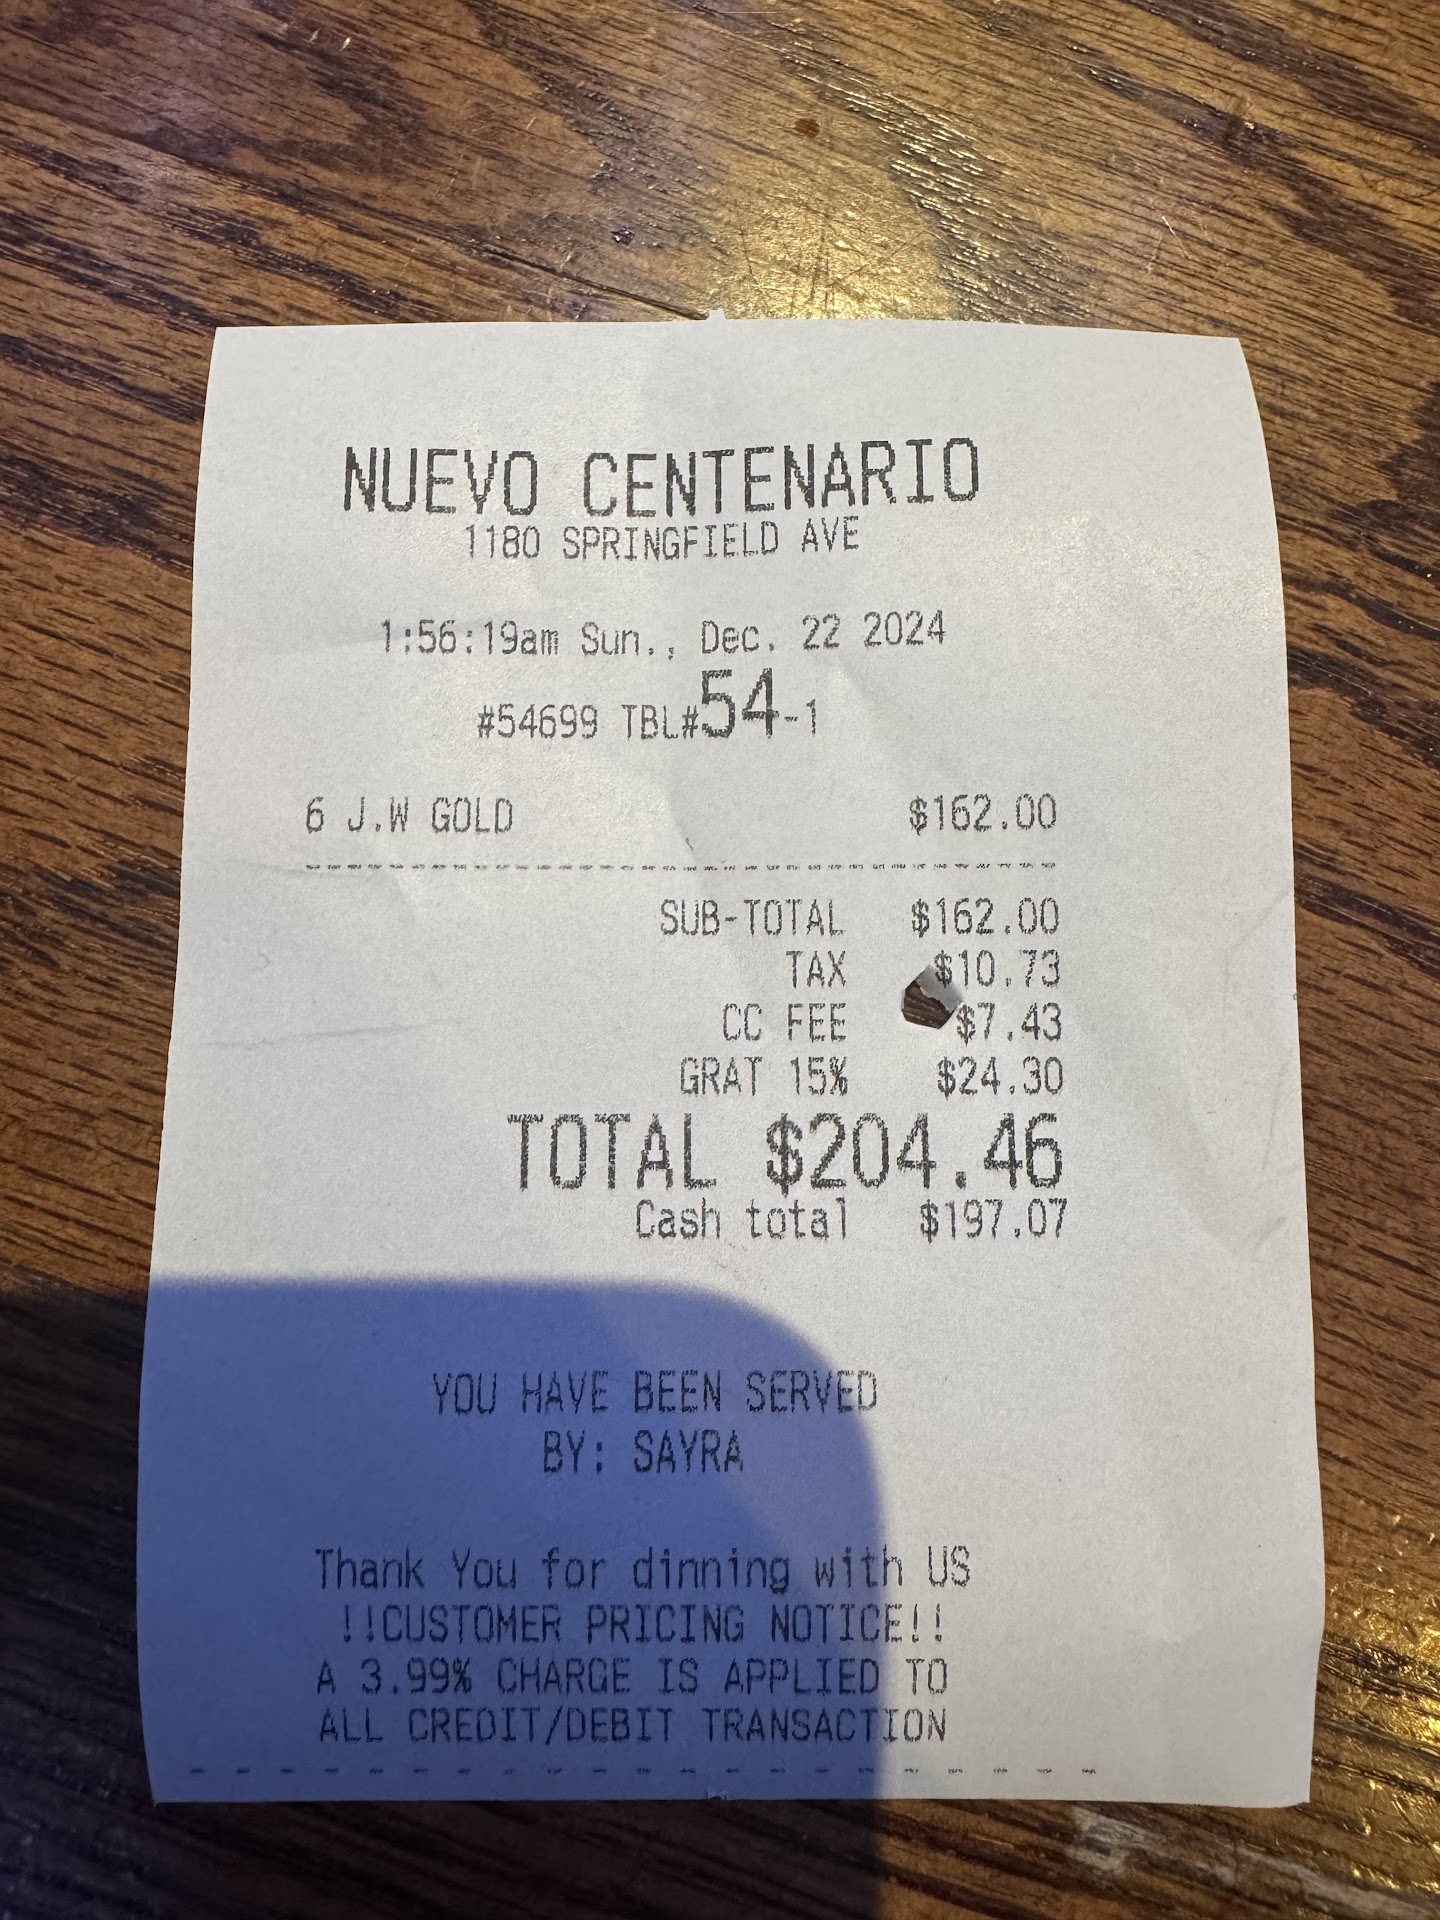 NUEVO CENTENARIO
1180 SPRINGFIELD AVE
1:56:19am Sun., Dec. 22 2024
#54699 TBL#54-1
6 J.W GOLD $162.00
SUB-TOTAL $162.00
TAX $10.73
CC FEE $7.43
GRAT 15% $24.30
TOTAL $204.46
Cash total $197.07
YOU HAVE BEEN SERVED
BY: SAYRA
Thank You for dinning with US
!!CUSTOMER PRICING NOTICE!!
A 3.99% CHARGE IS APPLIED TO
ALL CREDIT/DEBIT TRANSACTION